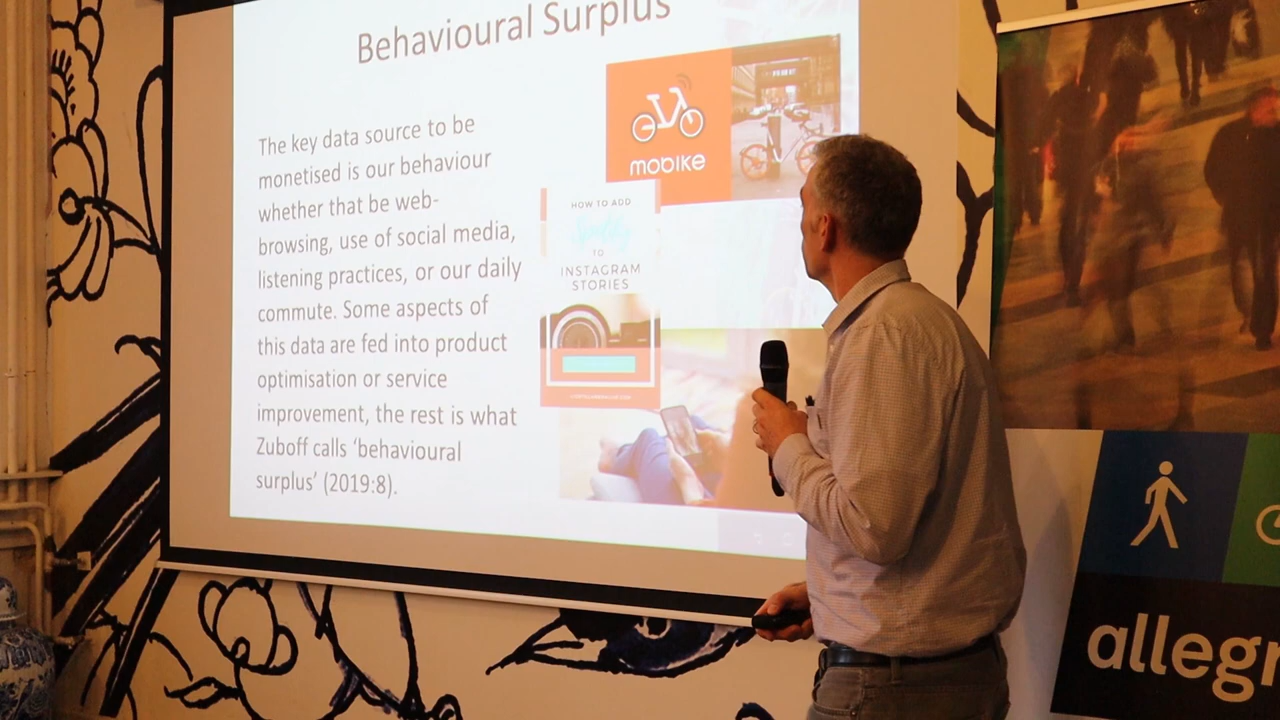 Behavioural Surplus
The key data source to be
monetised is our behaviour
whether that be web-
browsing, use of social media,
listening practices, or our daily
commute. Some aspects of
this data are fed into product
optimisation or service
improvement, the rest is what
Zuboff calls ‘behavioural
surplus’ (2019:8).
mobike
HOW TO ADD
Spotify
TO
INSTAGRAM
STORIES
allegr